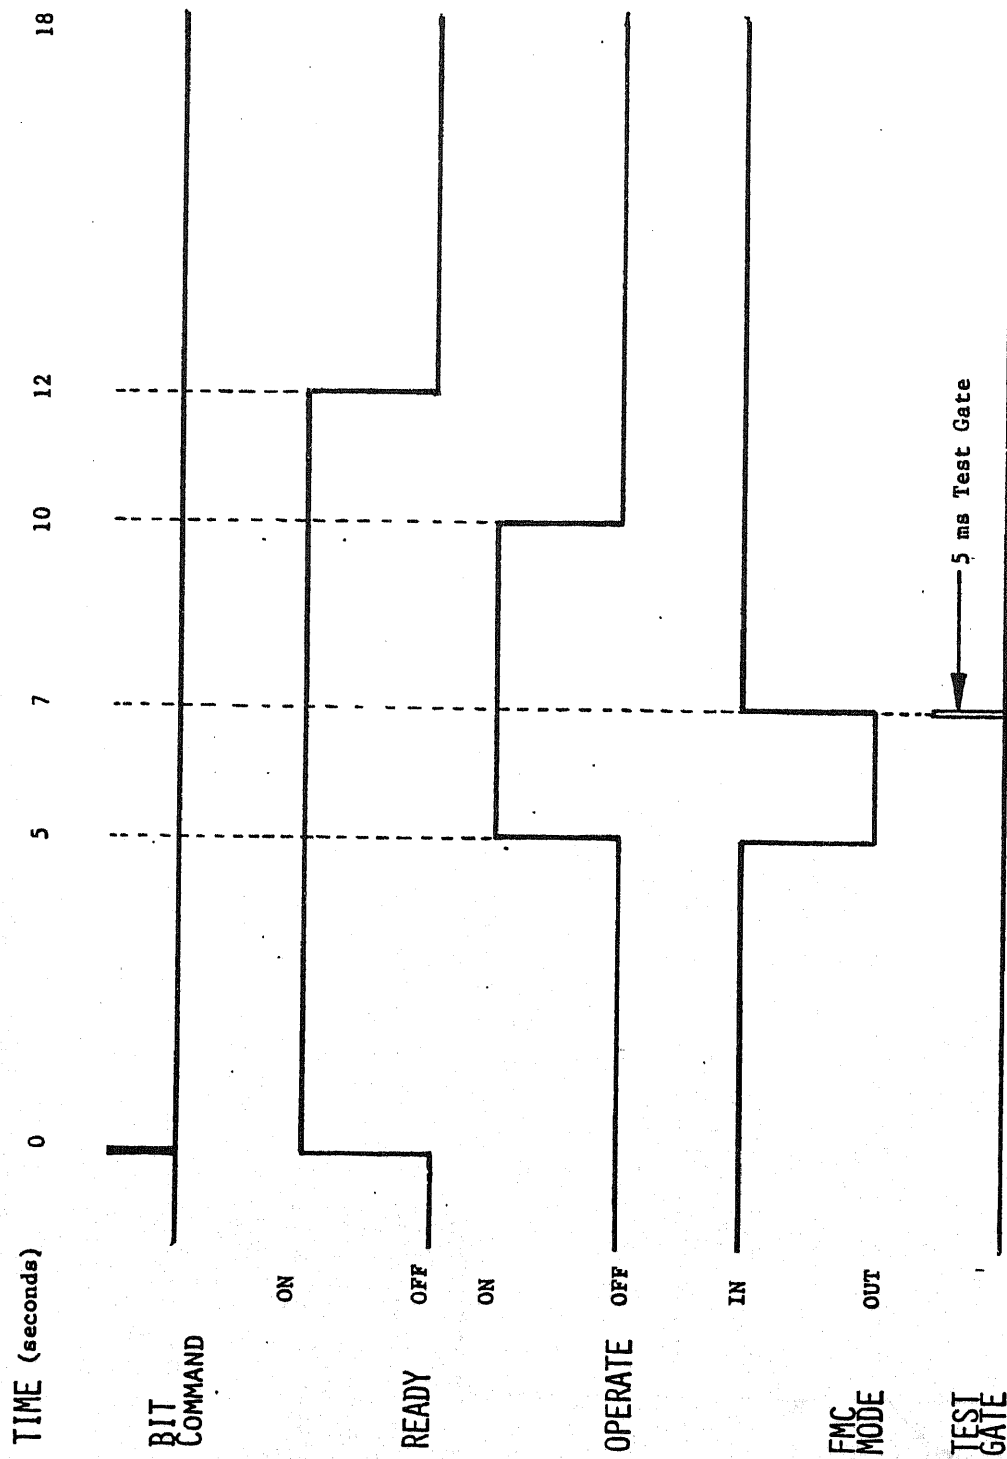 TIME (seconds) 0 5 7 10 12 18
BIT
COMMAND
ON
READY OFF
ON
OPERATE OFF
IN
FMC
MODE OUT
TEST
GATE
5 ms Test Gate